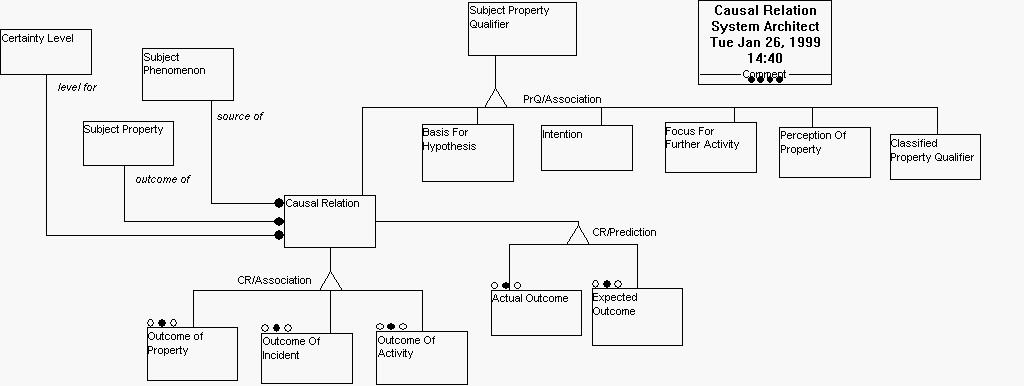 Subject Property
Qualifier
Causal Relation
System Architect
Tue Jan 26, 1999
14:40
Comment
Certainty Level
level for
Subject
Phenomenon
source of
Subject Property
outcome of
PrQ/Association
Basis For
Hypothesis
Intention
Focus For
Further Activity
Perception Of
Property
Classified
Property Qualifier
Causal Relation
CR/Prediction
CR/Association
Actual Outcome
Expected
Outcome
Outcome of
Property
Outcome Of
Incident
Outcome Of
Activity